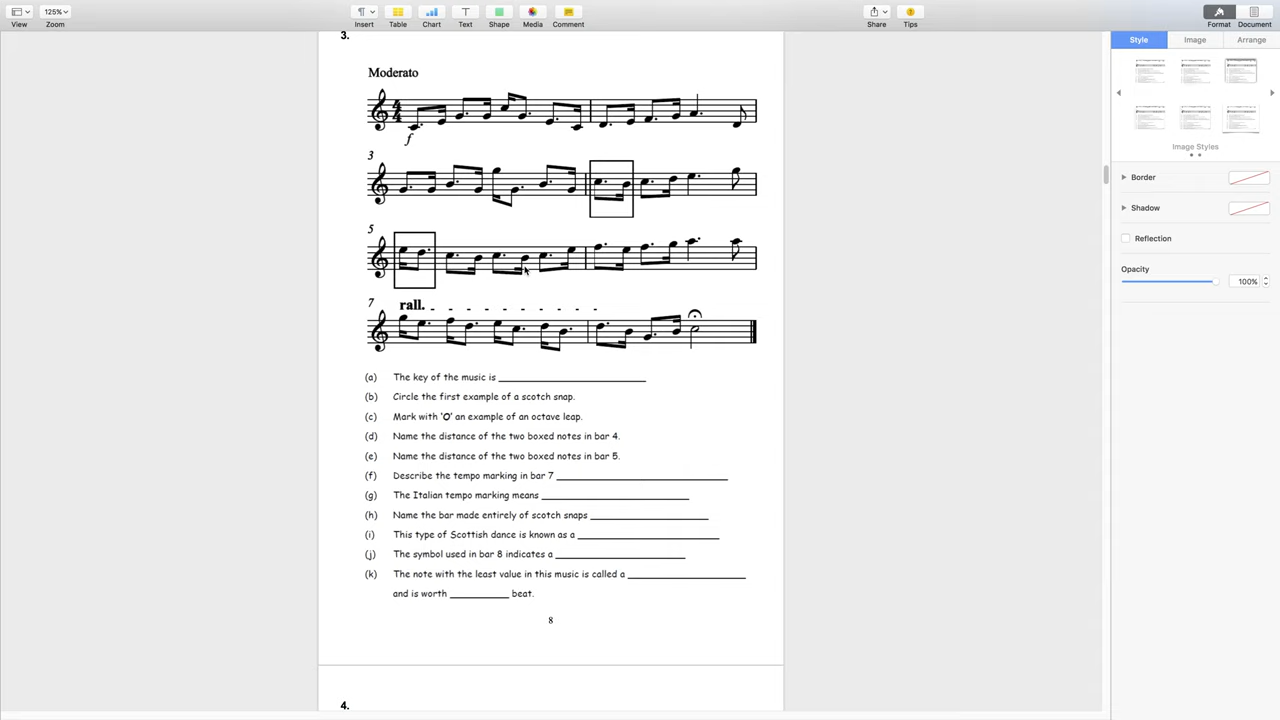 125%
View
Zoom
Insert
Table
Chart
Text
Shape
Media
Comment
Share
Tips
Format
Document
Style
Image
Arrange
Image Styles
Border
Shadow
Reflection
Opacity
100%
3.
Moderato
4
4
f
3
5
7
rall.
(a) The key of the music is
(b) Circle the first example of a scotch snap.
(c) Mark with 'O' an example of an octave leap.
(d) Name the distance of the two boxed notes in bar 4.
(e) Name the distance of the two boxed notes in bar 5.
(f) Describe the tempo marking in bar 7
(g) The Italian tempo marking means
(h) Name the bar made entirely of scotch snaps
(i) This type of Scottish dance is known as a
(j) The symbol used in bar 8 indicates a
(k) The note with the least value in this music is called a
and is worth __________ beat.
8
4.